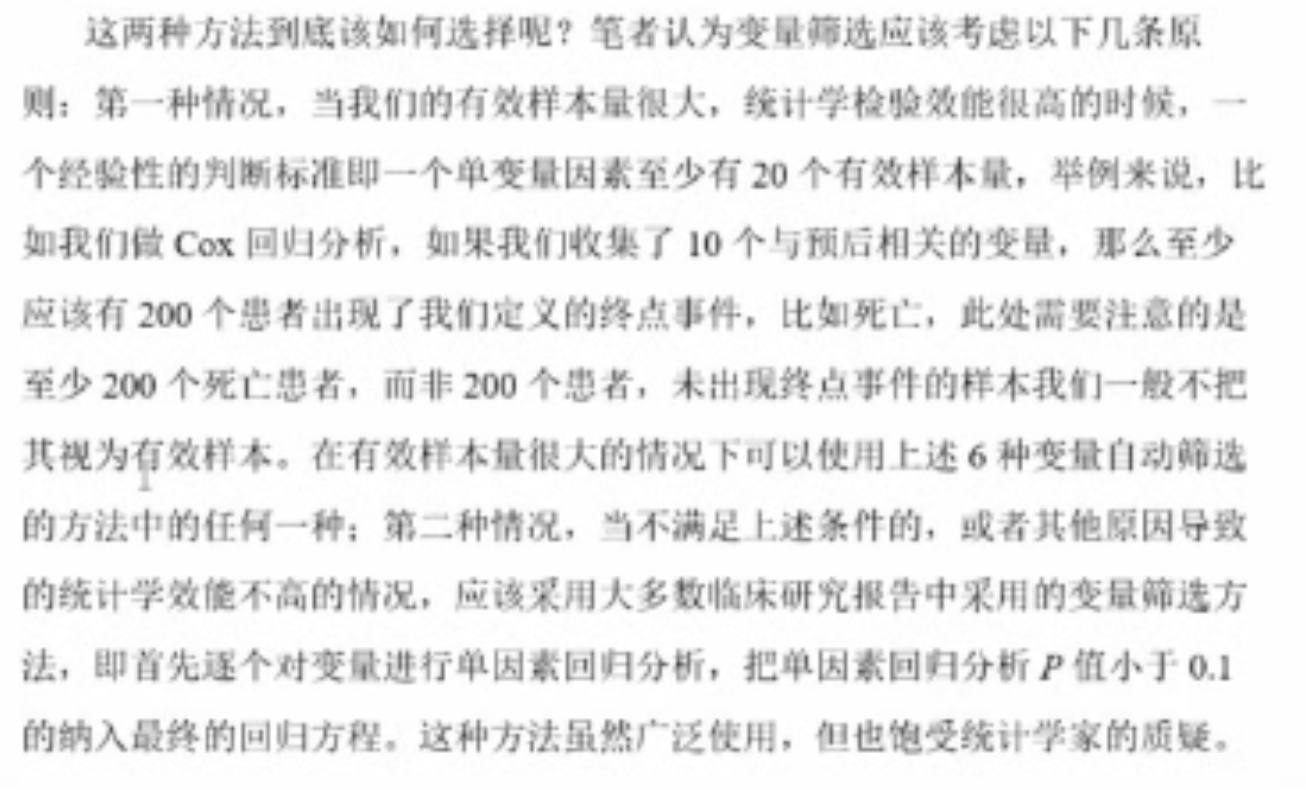 这两种方法到底该如何选择呢？笔者认为变量筛选应该考虑以下几条原
则：第一种情况，当我们的有效样本量很大，统计学检验效能很高的时候，一
个经验性的判断标准即一个单变量因素至少有 20 个有效样本量，举例来说，比
如我们做 Cox 回归分析，如果我们收集了 10 个与预后相关的变量，那么至少
应该有 200 个患者出现了我们定义的终点事件，比如死亡，此处需要注意的是
至少 200 个死亡患者，而非 200 个患者，未出现终点事件的样本我们一般不把
其视为有效样本。在有效样本量很大的情况下可以使用上述 6 种变量自动筛选
的方法中的任何一种；第二种情况，当不满足上述条件的，或者其他原因导致
的统计学效能不高的情况，应该采用大多数临床研究报告中采用的变量筛选方
法，即首先逐个对变量进行单因素回归分析，把单因素回归分析 P 值小于 0.1
的纳入最终的回归方程。这种方法虽然广泛使用，但也饱受统计学家的质疑。